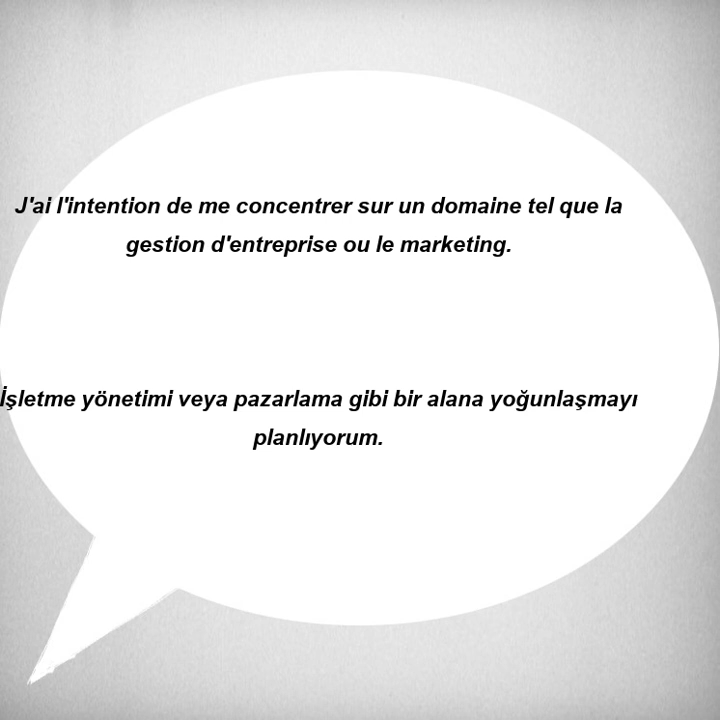 J'ai l'intention de me concentrer sur un domaine tel que la
gestion d'entreprise ou le marketing.
İşletme yönetimi veya pazarlama gibi bir alana yoğunlaşmayı
planlıyorum.